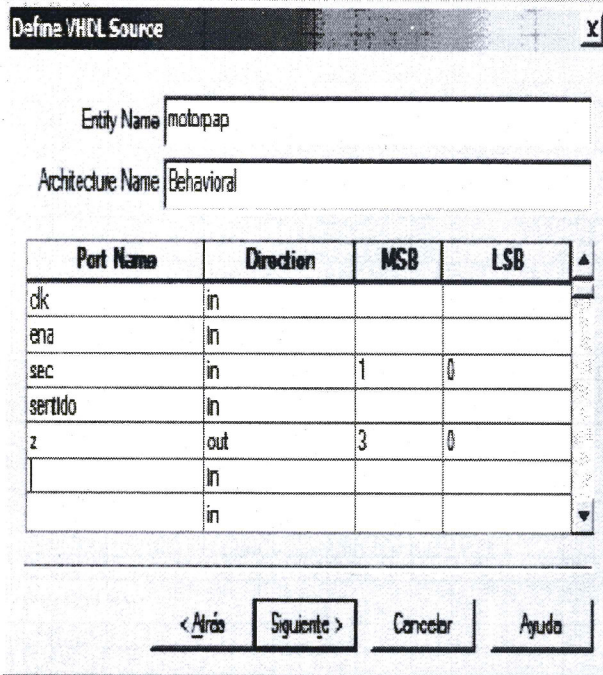 Define VHDL Source
x
Entity Name motorpap
Architecture Name Behavioral
Port Name Direction MSB LSB
clk in
ena in
sec in 1 0
sentido in
z out 3 0
in
in
< Atrás Siguiente > Cancelar Ayuda